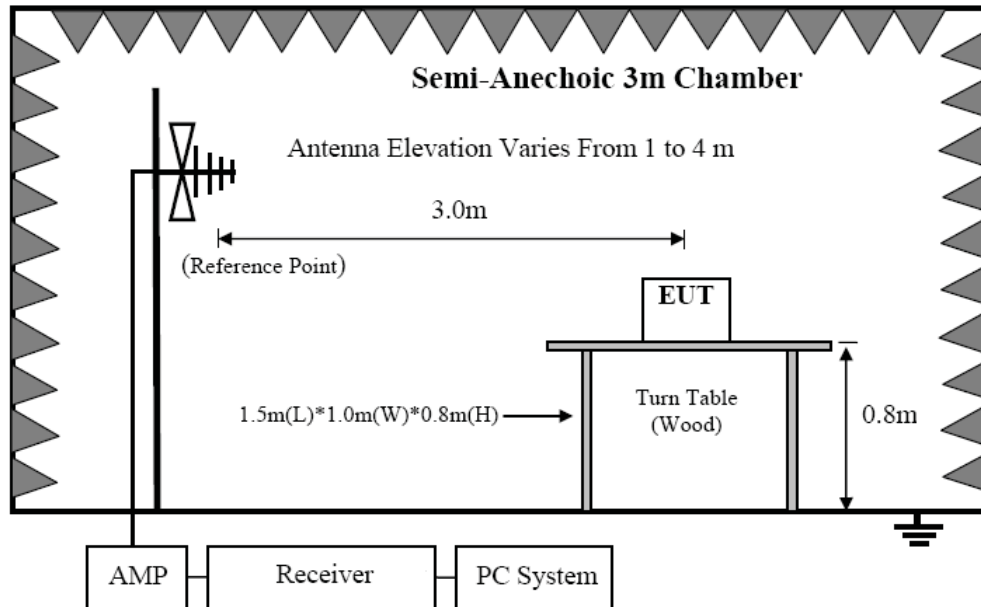 Semi-Anechoic 3m Chamber
Antenna Elevation Varies From 1 to 4 m
3.0m
(Reference Point)
EUT
1.5m(L)*1.0m(W)*0.8m(H)
Turn Table
(Wood)
0.8m
AMP
Receiver
PC System